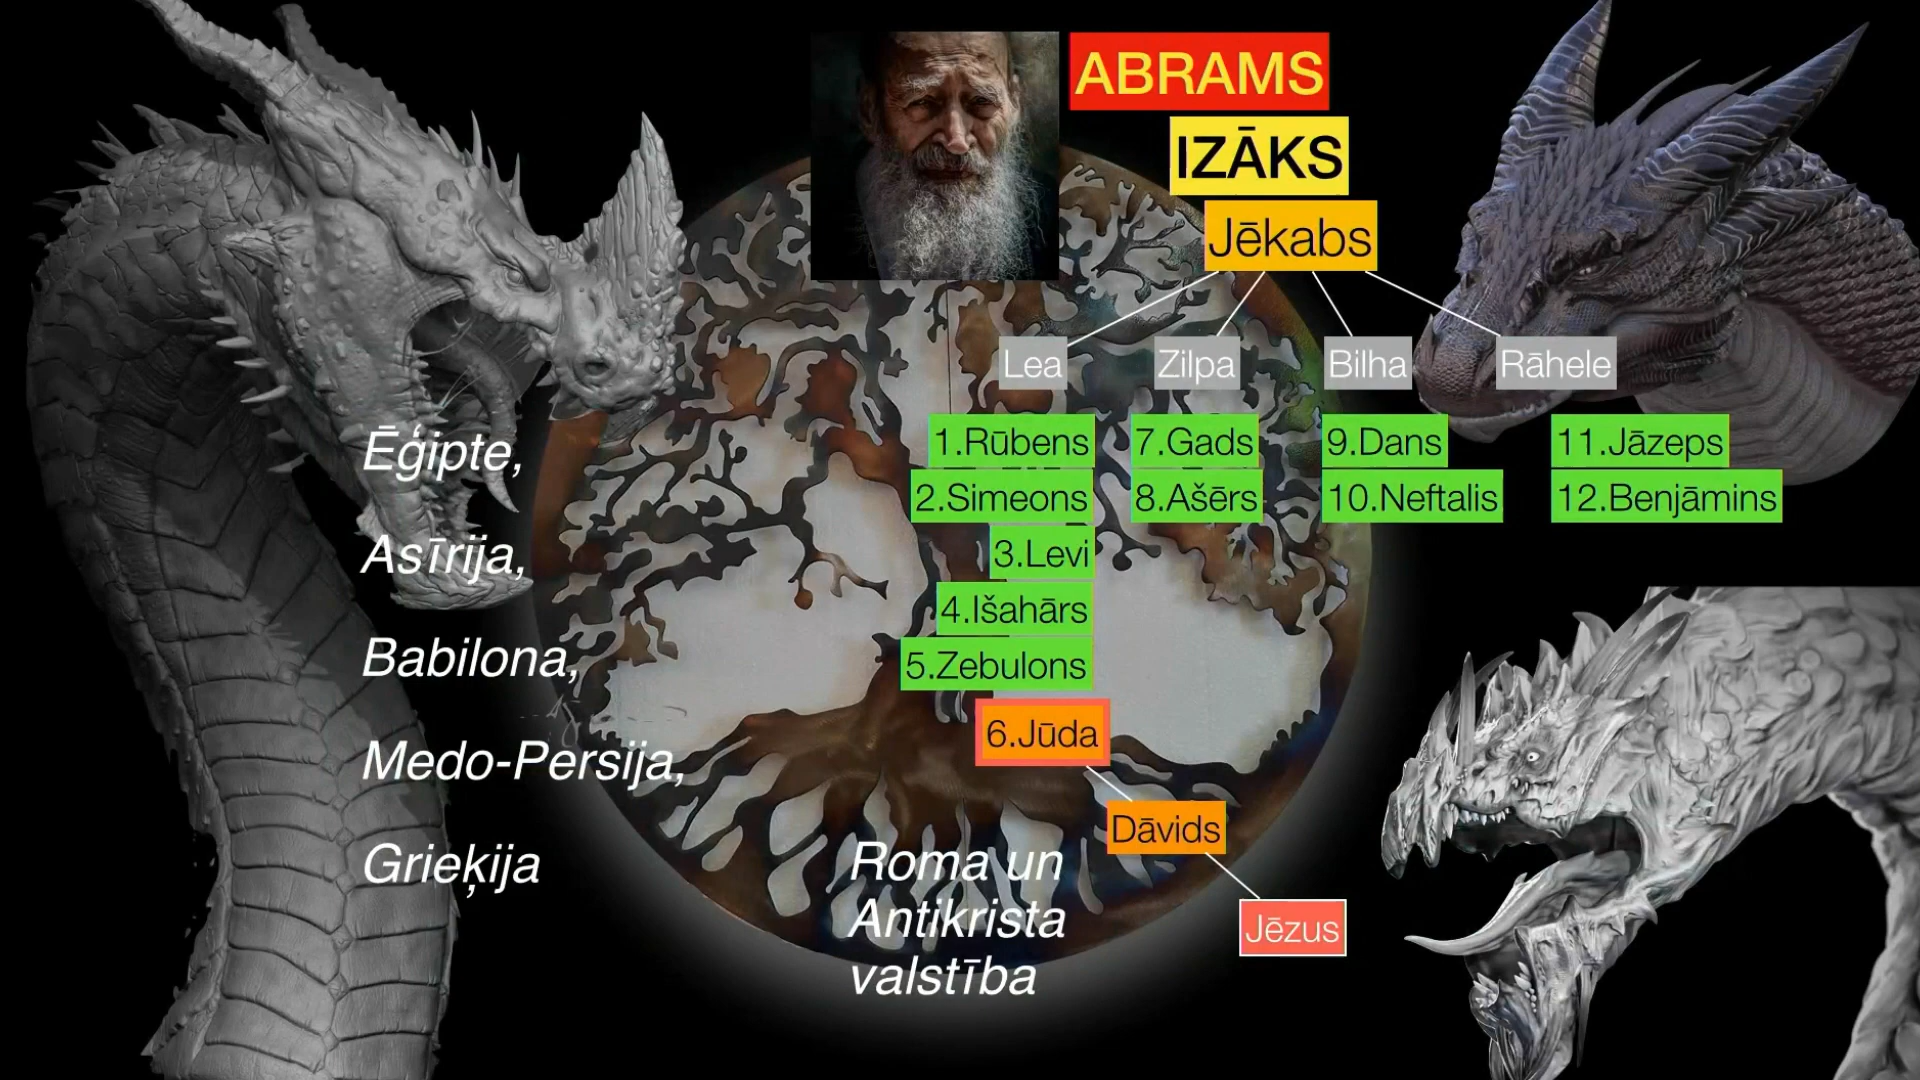 ABRAMS
IZĀKS
Jēkabs
Lea
Zilpa
Bilha
Rāhele
1.Rūbens
7.Gads
9.Dans
11.Jāzeps
2.Simeons
8.Ašērs
10.Neftalis
12.Benjāmins
3.Levi
4.Išahārs
5.Zebulons
6.Jūda
Dāvids
Jēzus
Ēģipte,
Asīrija,
Babilona,
Medo-Persija,
Grieķija
Roma un
Antikrista
valstība